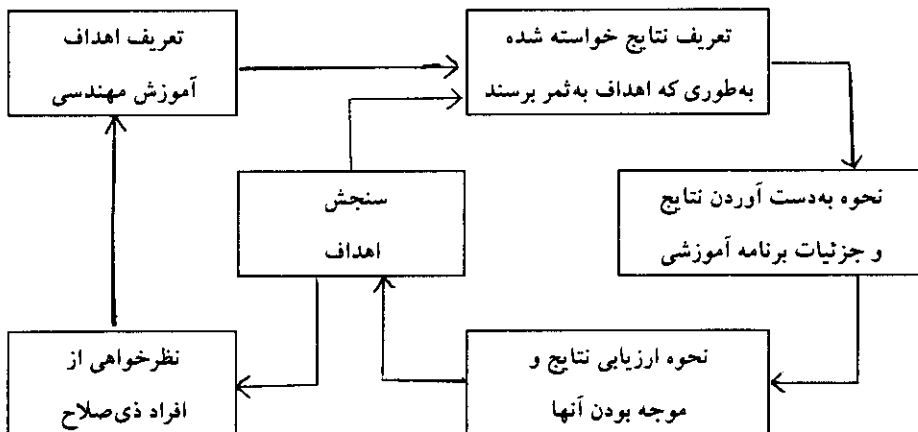 تعریف نتایج خواسته شده
به‌طوری که اهداف به‌ثمر برسند
تعریف اهداف
آموزش مهندسی
سنجش
اهداف
نحوه به‌دست آوردن نتایج
و جزئیات برنامه آموزشی
نحوه ارزیابی نتایج و
موجه بودن آنها
نظرخواهی از
افراد ذی‌صلاح